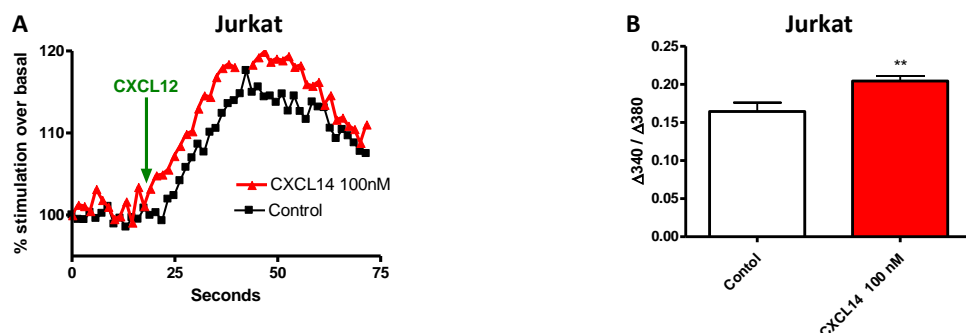 A
Jurkat
% stimulation over basal
120
110
100
CXCL12
CXCL14 100nM
Control
0
25
50
75
Seconds
B
Jurkat
Δ340 / Δ380
0.25
0.20
0.15
0.10
0.05
0.00
**
Contol
CXCL14 100 nM